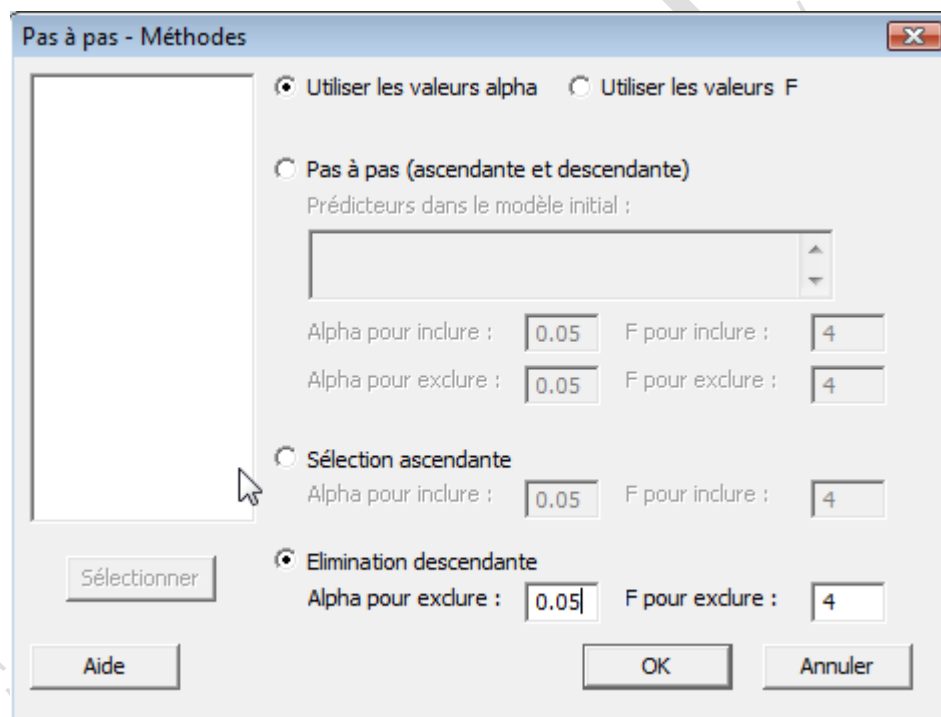 Pas à pas - Méthodes
Utiliser les valeurs alpha Utiliser les valeurs F
Pas à pas (ascendante et descendante)
Prédicteurs dans le modèle initial :
Alpha pour inclure : 0.05 F pour inclure : 4
Alpha pour exclure : 0.05 F pour exclure : 4
Sélection ascendante
Alpha pour inclure : 0.05 F pour inclure : 4
Elimination descendante
Alpha pour exclure : 0.05 F pour exclure : 4
Sélectionner
Aide OK Annuler